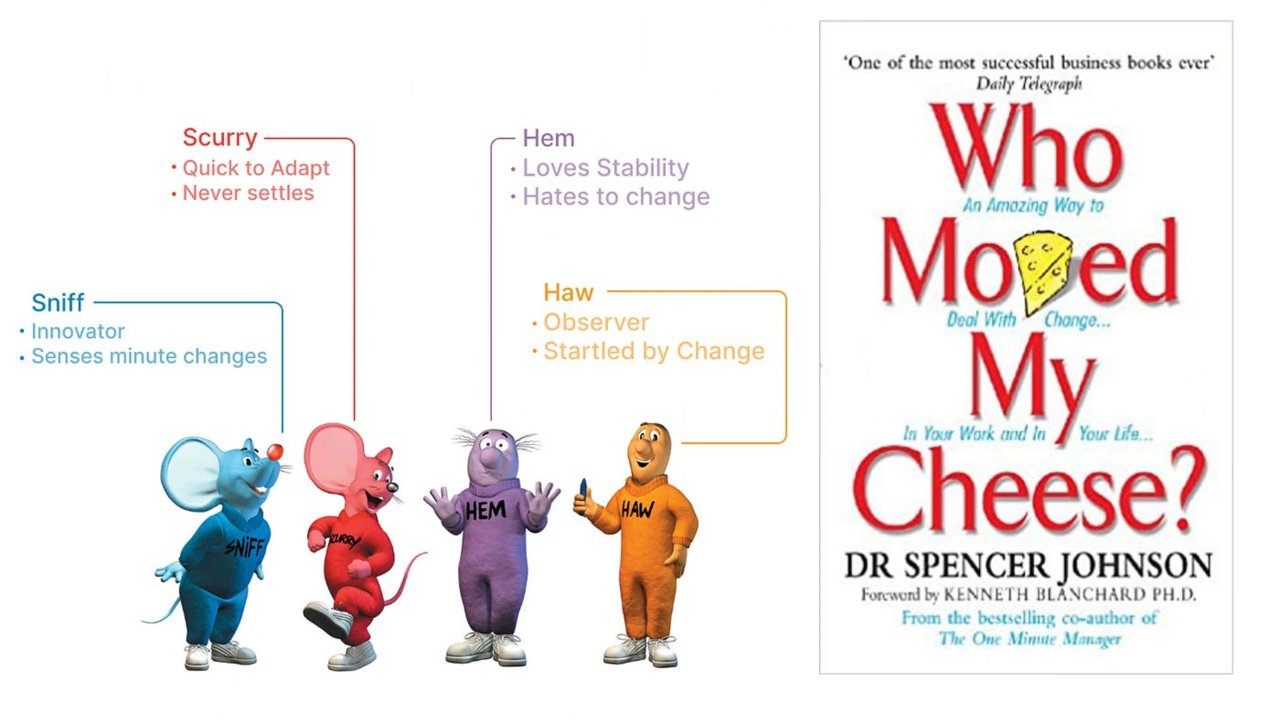 Scurry
• Quick to Adapt
• Never settles
Hem
• Loves Stability
• Hates to change
Sniff
• Innovator
• Senses minute changes
Haw
• Observer
• Startled by Change
SNiFF
SCURRY
HEM
HAW
‘One of the most successful business books ever’
Daily Telegraph
Who
An Amazing Way to
Moved
Deal With Change...
My
In Your Work and In Your Life...
Cheese?
DR SPENCER JOHNSON
Foreword by KENNETH BLANCHARD PH.D.
From the bestselling co-author of
The One Minute Manager